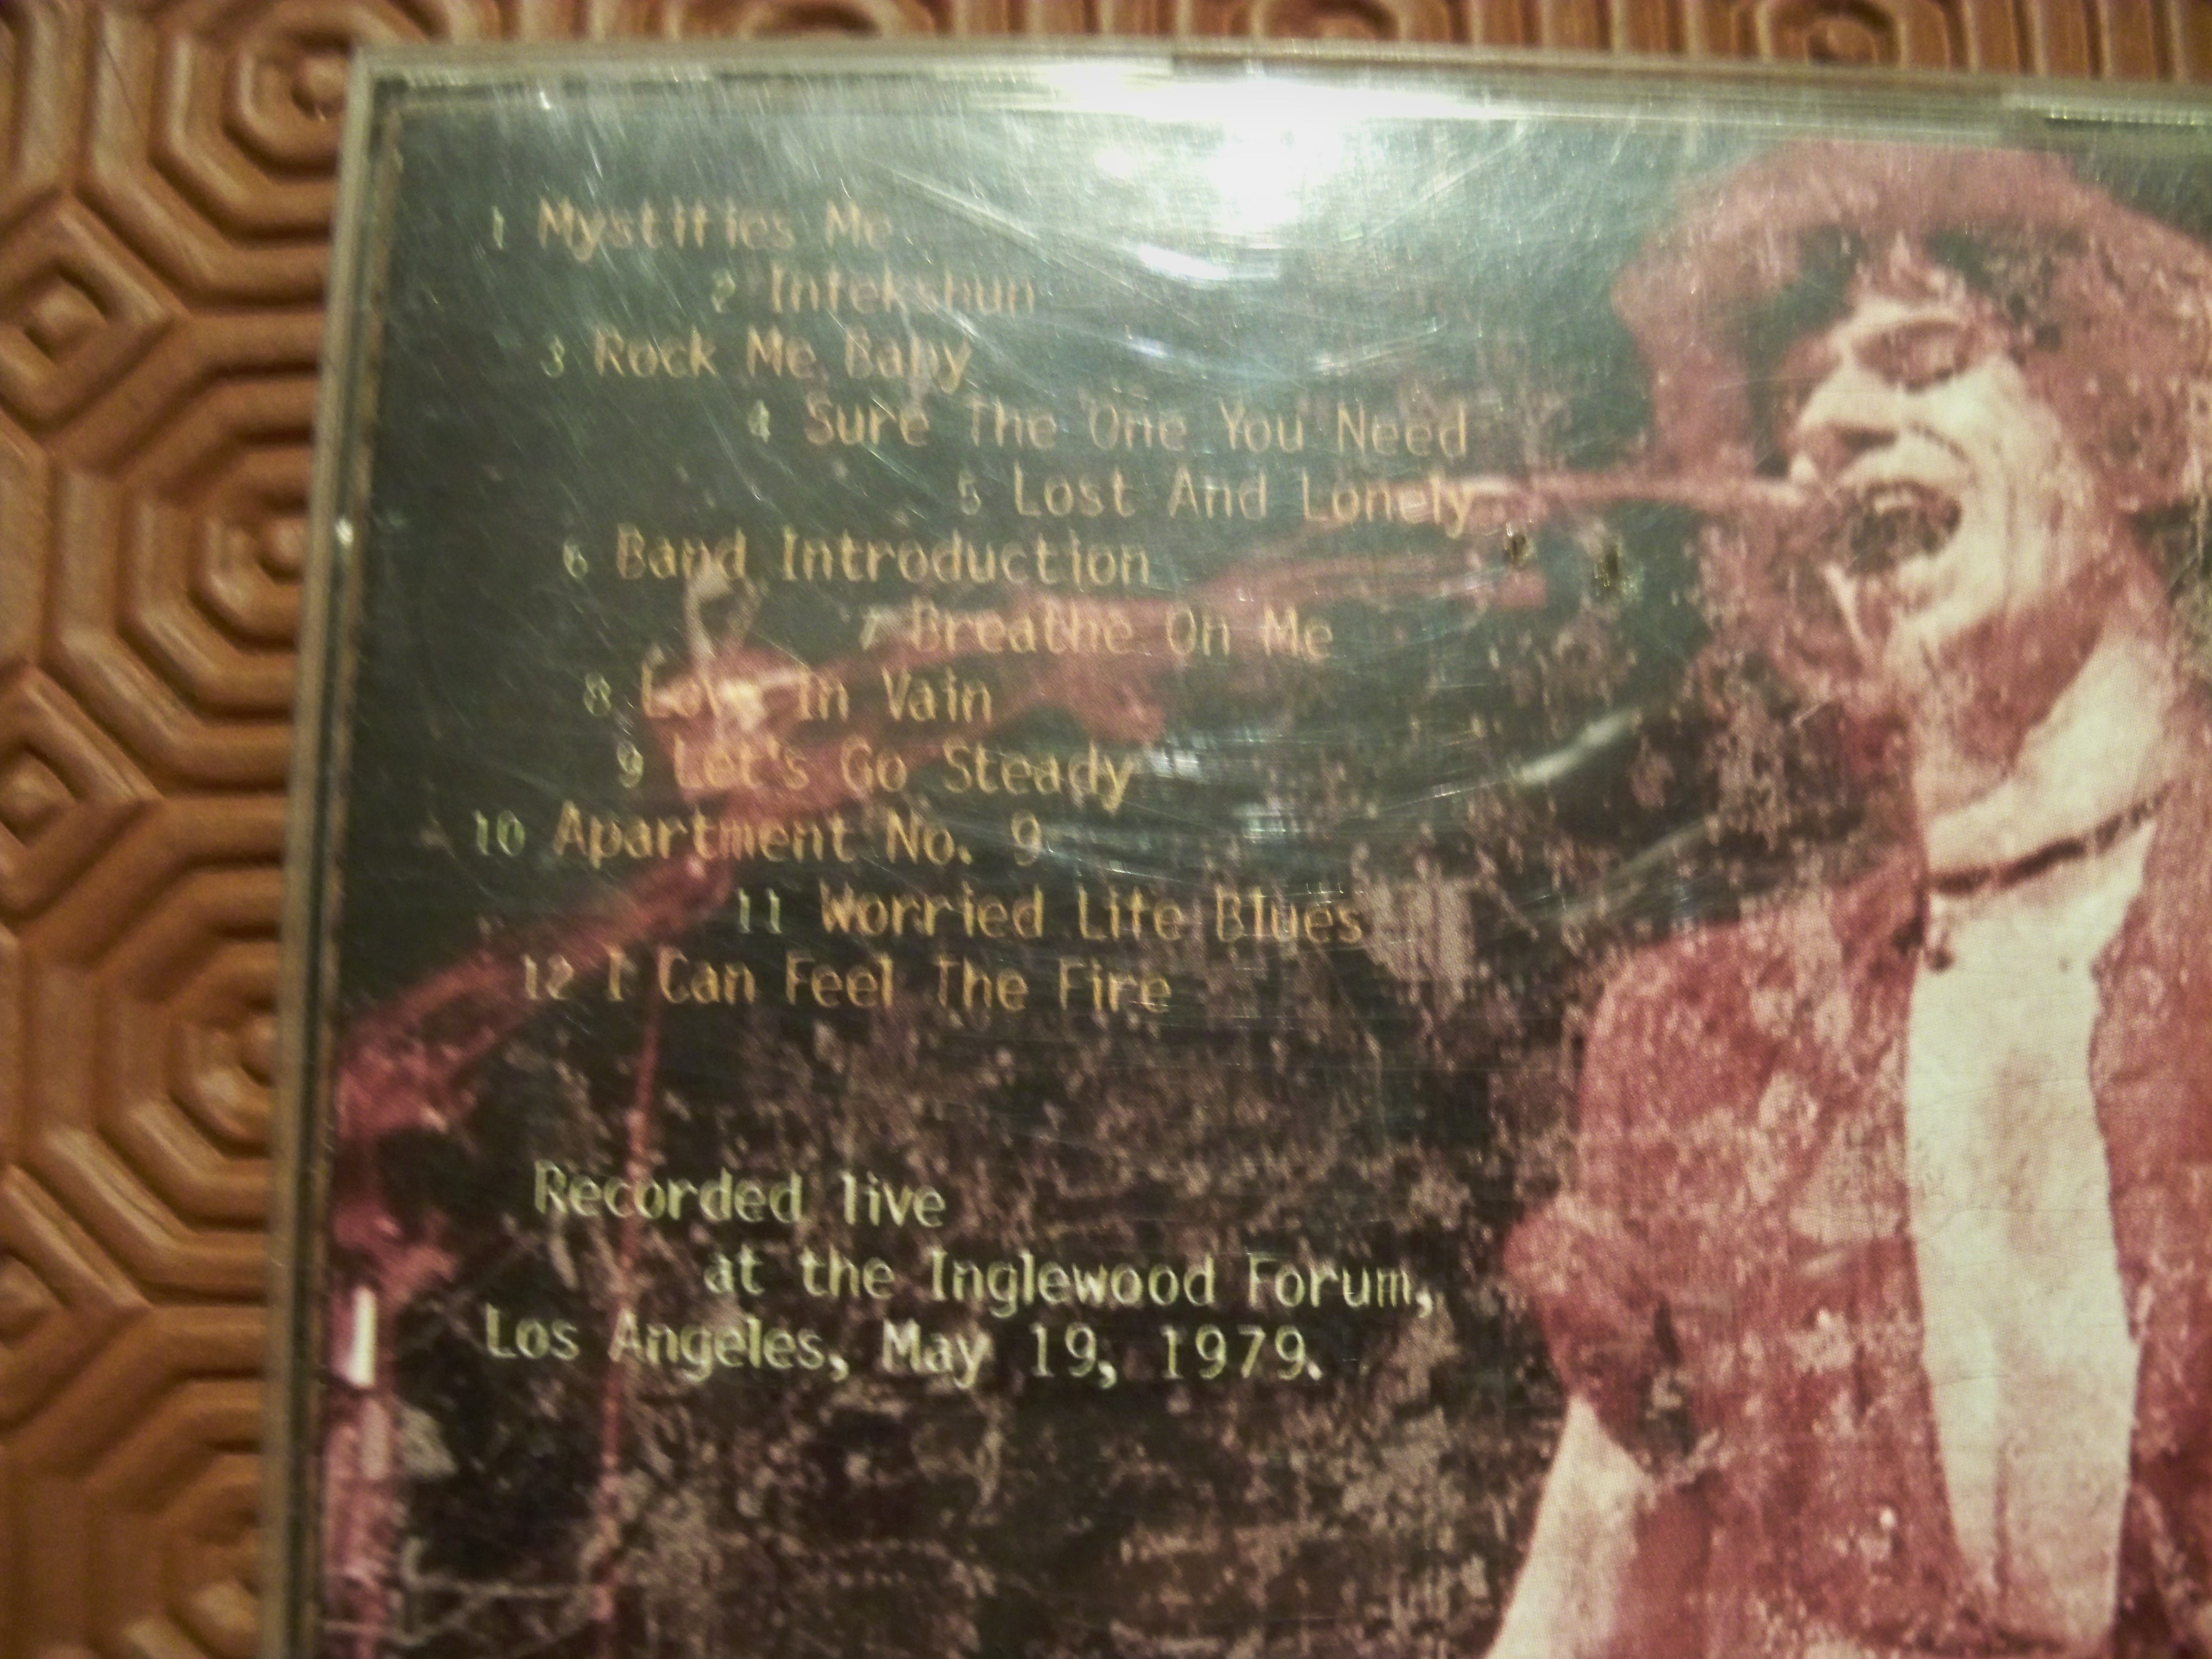 1 Mystifies Me
2 Infekshun
3 Rock Me Baby
4 Sure The One You Need
5 Lost And Lonely
6 Band Introduction
7 Breathe On Me
8 Love In Vain
9 Let's Go Steady
10 Apartment No. 9
11 Worried Life Blues
12 I Can Feel The Fire
Recorded live
at the Inglewood Forum,
Los Angeles, May 19, 1979.